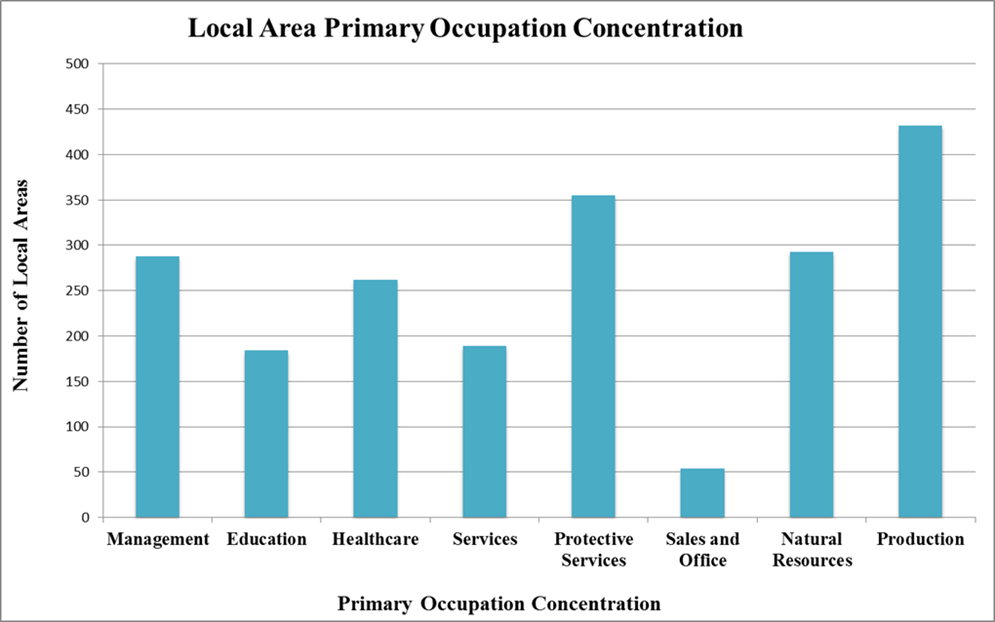 Local Area Primary Occupation Concentration
500
450
400
350
300
250
200
150
100
50
0
Number of Local Areas
Management Education Healthcare Services Protective Sales and Natural Production
Services Office Resources
Primary Occupation Concentration